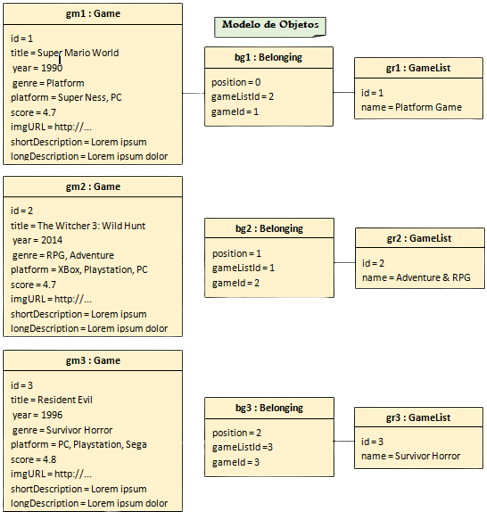 Modelo de Objetos
gm1 : Game
id = 1
title = Super Mario World
year = 1990
genre = Platform
platform = Super Ness, PC
score = 4.7
imgURL = http://...
shortDescription = Lorem ipsum
longDescription = Lorem ipsum dolor
bg1 : Belonging
position = 0
gameListId = 2
gameId = 1
gr1 : GameList
id = 1
name = Platform Game
gm2 : Game
id = 2
title = The Witcher 3: Wild Hunt
year = 2014
genre = RPG, Adventure
platform = XBox, Playstation, PC
score = 4.7
imgURL = http://...
shortDescription = Lorem ipsum
longDescription = Lorem ipsum dolor
bg2 : Belonging
position = 1
gameListId = 1
gameId = 2
gr2 : GameList
id = 2
name = Adventure & RPG
gm3 : Game
id = 3
title = Resident Evil
year = 1996
genre = Survivor Horror
platform = PC, Playstation, Sega
score = 4.8
imgURL = http://...
shortDescription = Lorem ipsum
longDescription = Lorem ipsum dolor
bg3 : Belonging
position = 2
gameListId =3
gameId = 3
gr3 : GameList
id = 3
name = Survivor Horror